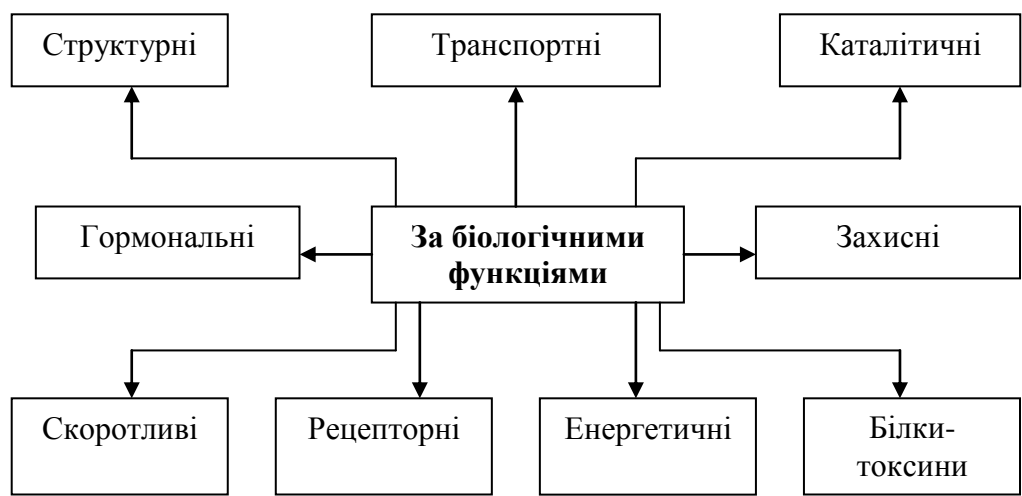 Структурні
Транспортні
Каталітичні
Гормональні
За біологічними
функціями
Захисні
Скоротливі
Рецепторні
Енергетичні
Білки-
токсини